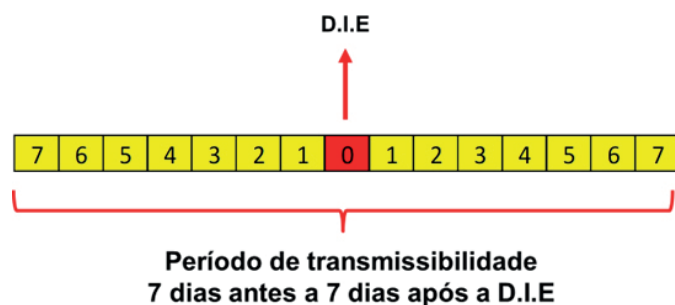 D.I.E
7 6 5 4 3 2 1 0 1 2 3 4 5 6 7
Período de transmissibilidade
7 dias antes a 7 dias após a D.I.E